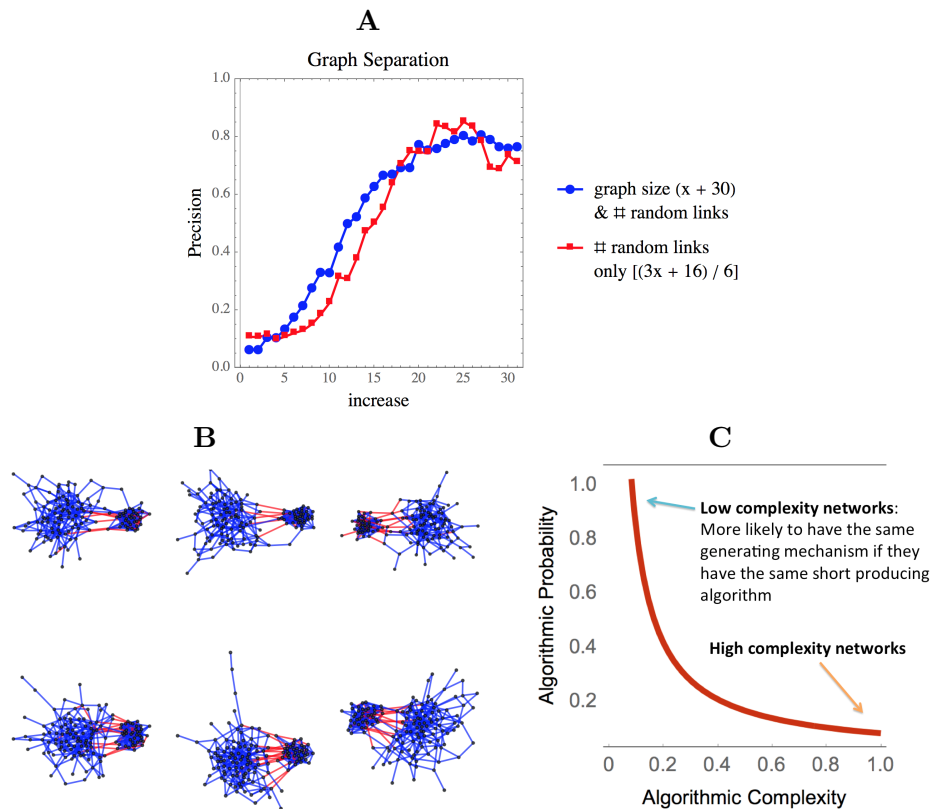 A
Graph Separation
1.0
0.8
0.6
0.4
0.2
0.0
Precision
0
5
10
15
20
25
30
increase
graph size (x + 30)
& # random links
# random links
only [(3x + 16) / 6]
B
C
1.0
0.8
0.6
0.4
0.2
Algorithmic Probability
Low complexity networks:
More likely to have the same
generating mechanism if they
have the same short producing
algorithm
High complexity networks
0
0.2
0.4
0.6
0.8
1.0
Algorithmic Complexity